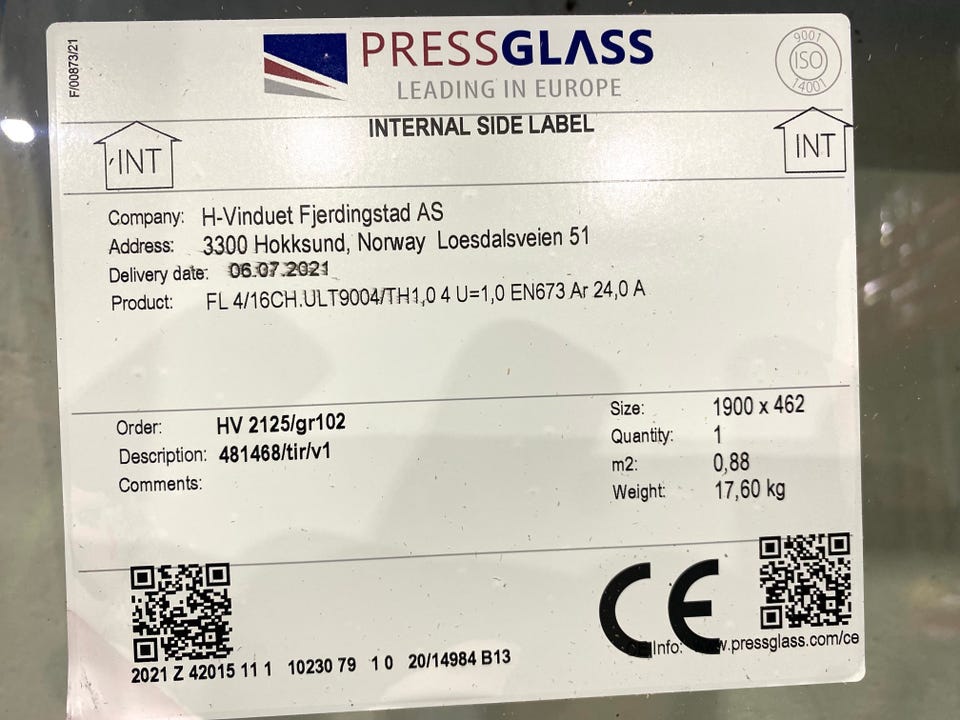 F/00873/21
PRESSGLASS
LEADING IN EUROPE
9001
ISO
14001
INTERNAL SIDE LABEL
INT
INT
Company: H-Vinduet Fjerdingstad AS
Address: 3300 Hokksund, Norway Loesdalsveien 51
Delivery date: 06.07.2021
Product: FL 4/16CH.ULT9004/TH1,0 4 U=1,0 EN673 Ar 24,0 A
Order: HV 2125/gr102
Description: 481468/tir/v1
Comments:
Size: 1900 x 462
Quantity: 1
m2: 0,88
Weight: 17,60 kg
CE
Info: www.pressglass.com/ce
2021 Z 42015 11 1 10230 79 1 0 20/14984 B13